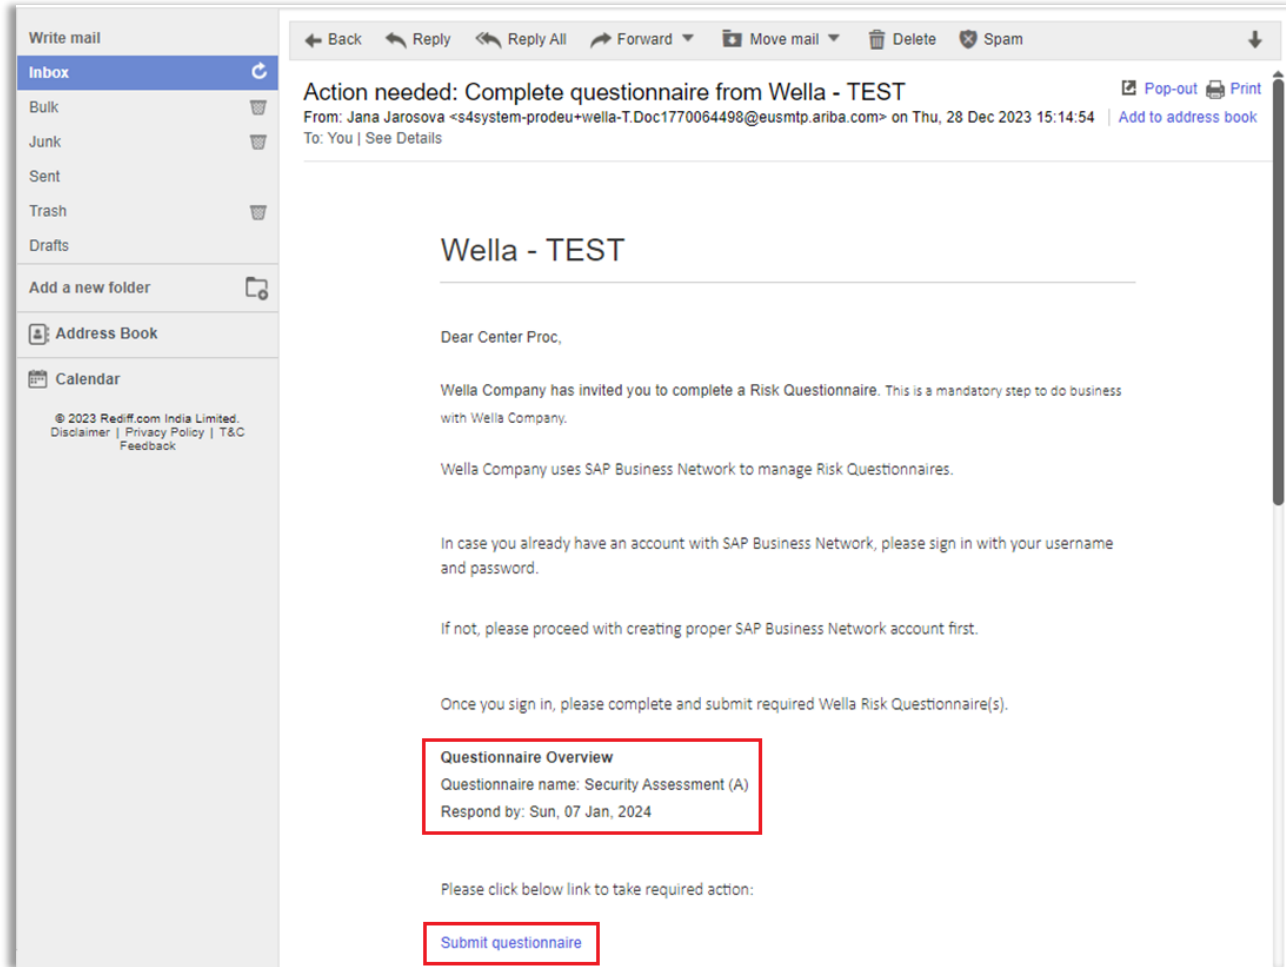 Write mail
Inbox
Bulk
Junk
Sent
Trash
Drafts
Add a new folder
Address Book
Calendar
© 2023 Rediff.com India Limited.
Disclaimer | Privacy Policy | T&C
Feedback
Back Reply Reply All Forward Move mail Delete Spam
Action needed: Complete questionnaire from Wella - TEST
Pop-out Print
From: Jana Jarosova <s4system-prodeu+wella-T.Doc1770064498@eusmtp.ariba.com> on Thu, 28 Dec 2023 15:14:54 | Add to address book
To: You | See Details
Wella - TEST
Dear Center Proc,
Wella Company has invited you to complete a Risk Questionnaire. This is a mandatory step to do business
with Wella Company.
Wella Company uses SAP Business Network to manage Risk Questionnaires.
In case you already have an account with SAP Business Network, please sign in with your username
and password.
If not, please proceed with creating proper SAP Business Network account first.
Once you sign in, please complete and submit required Wella Risk Questionnaire(s).
Questionnaire Overview
Questionnaire name: Security Assessment (A)
Respond by: Sun, 07 Jan, 2024
Please click below link to take required action:
Submit questionnaire